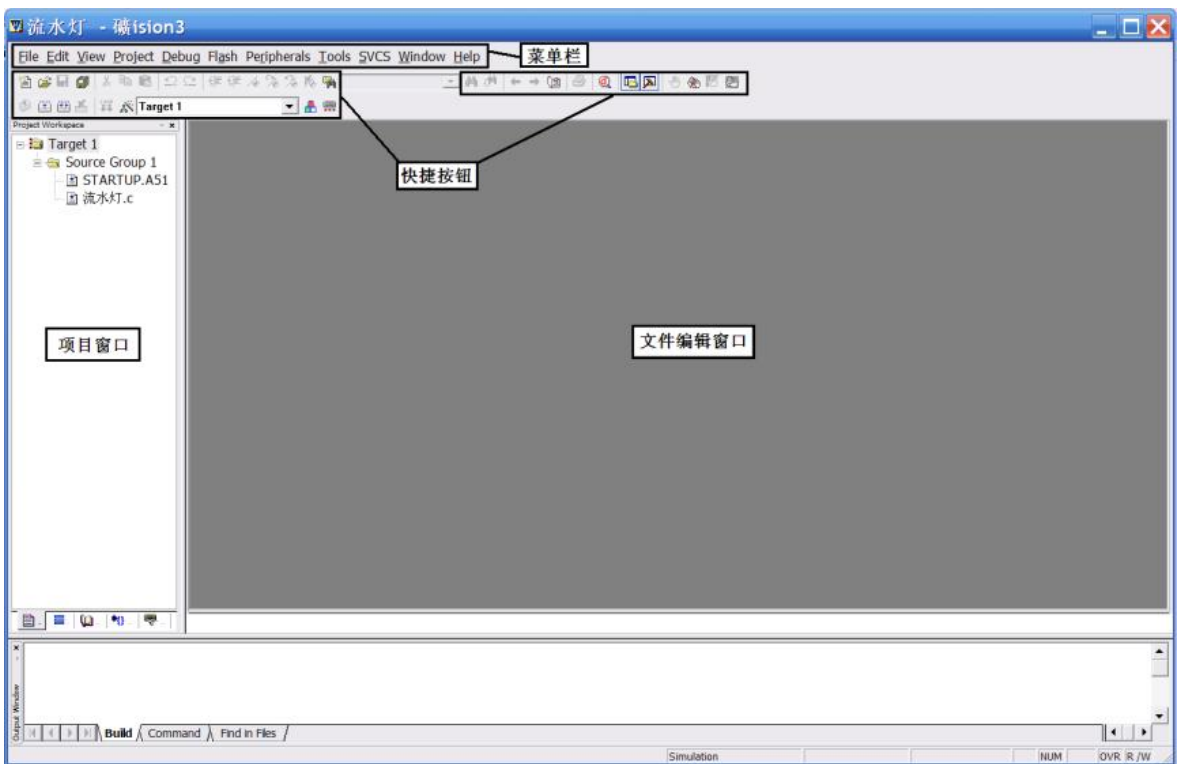 流水灯 - 礦ision3
File Edit View Project Debug Flash Peripherals Tools SVCS Window Help
菜单栏
Target 1
Project Workspace
Target 1
Source Group 1
STARTUP.A51
流水灯.c
快捷按钮
项目窗口
文件编辑窗口
Output Window
Build Command Find in Files
Simulation NUM OVR R/W